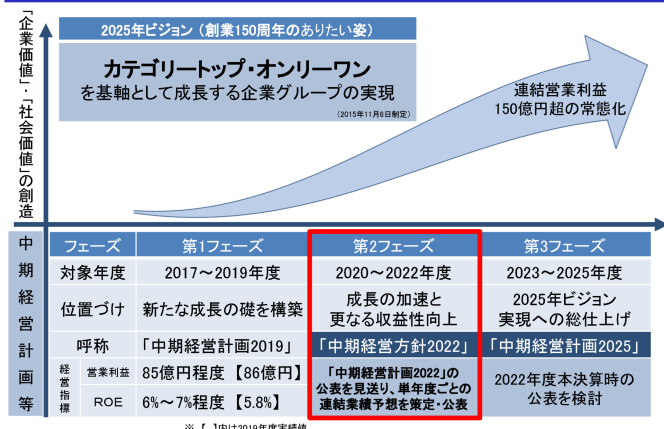 「企業価値」・「社会価値」の創造
2025年ビジョン（創業150周年のありたい姿）
カテゴリートップ・オンリーワン
を基軸として成長する企業グループの実現
（2015年11月6日制定）
連結営業利益
150億円超の常態化
中期経営計画等
フェーズ
第1フェーズ
第2フェーズ
第3フェーズ
対象年度
2017～2019年度
2020～2022年度
2023～2025年度
位置づけ
新たな成長の礎を構築
成長の加速と
更なる収益性向上
2025年ビジョン
実現への総仕上げ
呼称
「中期経営計画2019」
「中期経営方針2022」
「中期経営計画2025」
経営指標
営業利益
85億円程度 【86億円】
ROE
6%～7%程度 【5.8%】
「中期経営計画2022」の
公表を見送り、単年度ごとの
連結業績予想を策定・公表
2022年度本決算時の
公表を検討
※ 【 】内は2019年度実績値